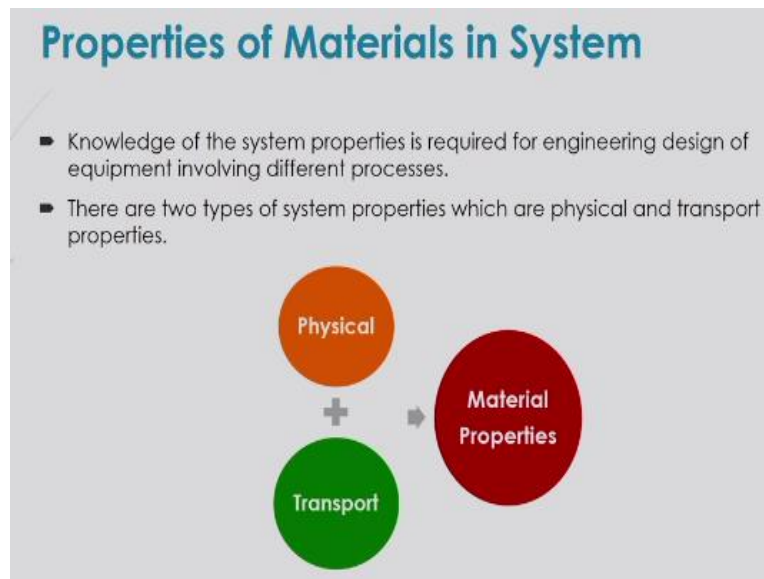 Properties of Materials in System
Knowledge of the system properties is required for engineering design of
equipment involving different processes.
There are two types of system properties which are physical and transport
properties.
Physical
Transport
Material
Properties